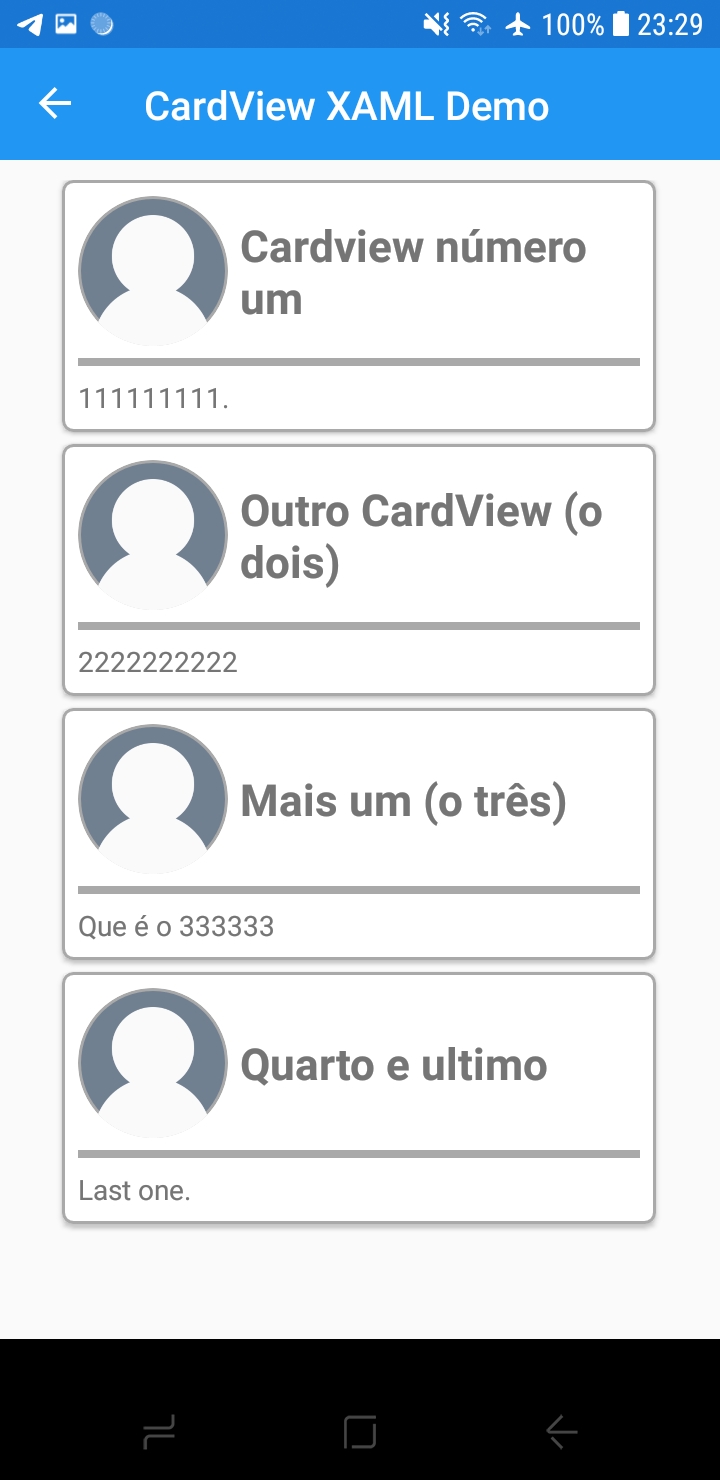 100% 23:29
CardView XAML Demo
Cardview número
um
111111111.
Outro CardView (o
dois)
2222222222
Mais um (o três)
Que é o 333333
Quarto e ultimo
Last one.